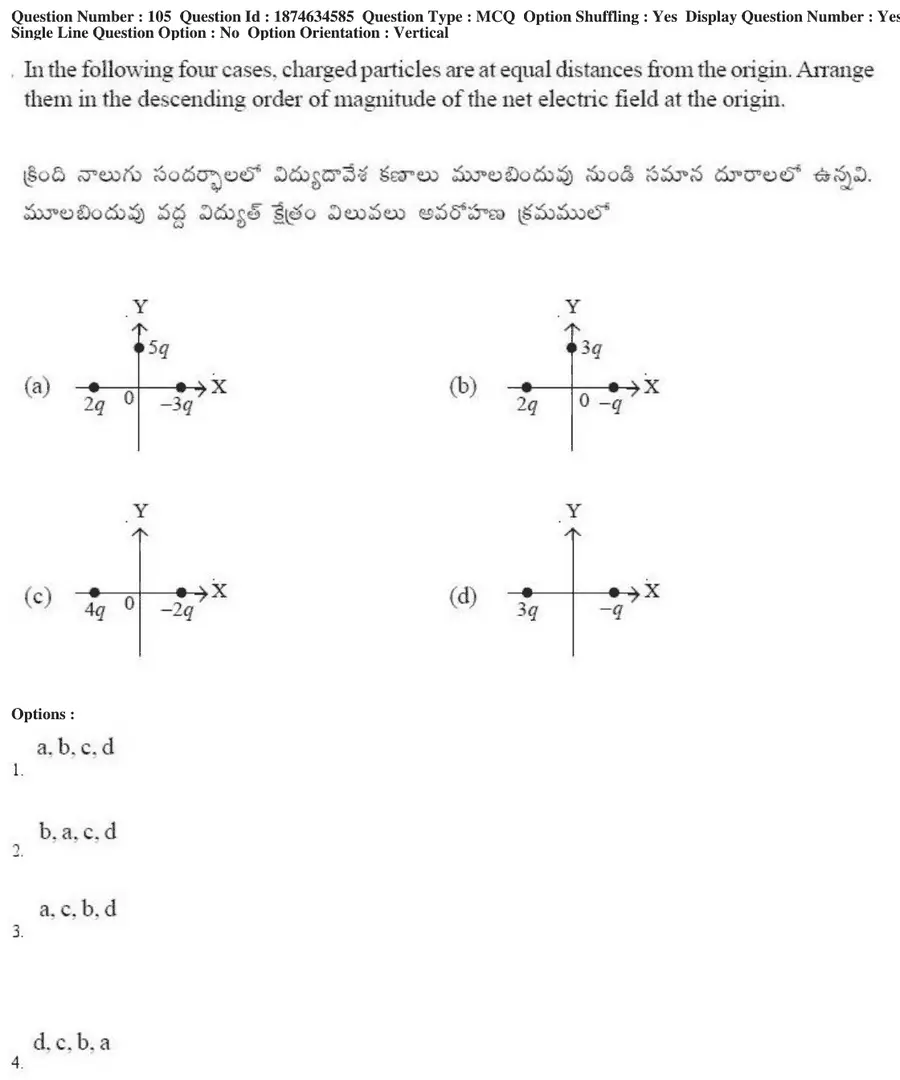 Question Number : 105 Question Id : 1874634585 Question Type : MCQ Option Shuffling : Yes Display Question Number : Yes
Single Line Question Option : No Option Orientation : Vertical
In the following four cases, charged particles are at equal distances from the origin. Arrange
them in the descending order of magnitude of the net electric field at the origin.
క్రింది నాలుగు సందర్భాలలో విద్యుదావేశ కణాలు మూలబిందువు నుండి సమాన దూరాలలో ఉన్నవి.
మూలబిందువు వద్ద విద్యుత్ క్షేత్రం విలువలు అవరోహణ క్రమములో
Y
5q
(a)
X
2q 0 −3q
Y
3q
(b)
X
2q 0 −q
Y
(c)
X
4q 0 −2q
Y
(d)
X
3q −q
Options :
a, b, c, d
1.
b, a, c, d
2.
a, c, b, d
3.
d, c, b, a
4.